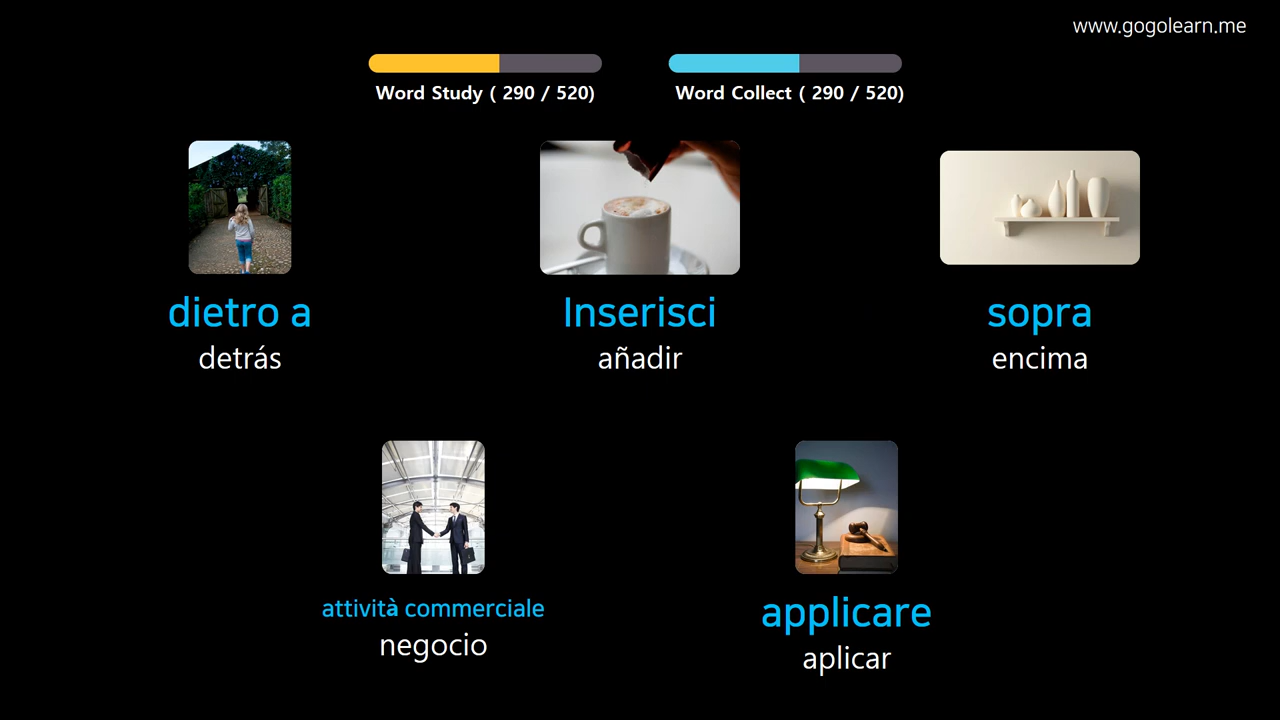 www.gogolearn.me
Word Study ( 290 / 520)
Word Collect ( 290 / 520)
dietro a
detrás
Inserisci
añadir
sopra
encima
attività commerciale
negocio
applicare
aplicar